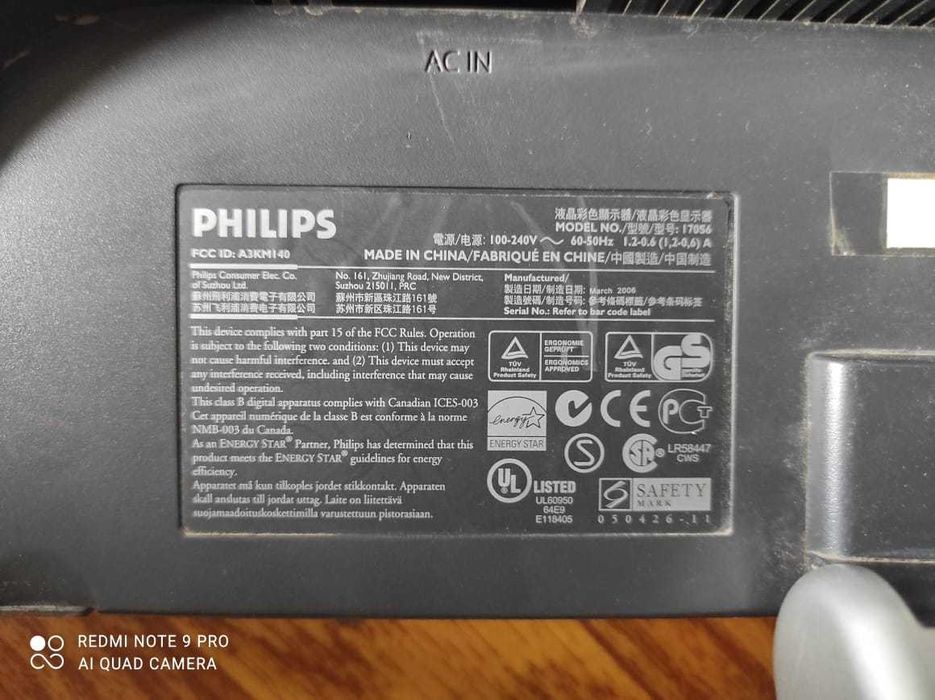 AC IN
PHILIPS
FCC ID: A3KM140
液晶彩色顯示器/液晶彩色显示器
MODEL NO./型號/型号: 170S6
電源/电源: 100-240V～ 60-50Hz 1.2-0.6 (1,2-0,6) A
MADE IN CHINA/FABRIQUÉ EN CHINE/中國製造/中国制造
Philips Consumer Elec. Co.
of Suzhou Ltd.
蘇州飛利浦消費電子有限公司
苏州飞利浦消费电子有限公司
No. 161, Zhujiang Road, New District,
Suzhou 215011, PRC
蘇州市新區珠江路161號
苏州市新区珠江路161号
Manufactured/
製造日期/制造日期: March 2006
製造號碼/制造号码: 參考條碼標籤/参考条码标签
Serial No.: Refer to bar code label
This device complies with part 15 of the FCC Rules. Operation
is subject to the following two conditions: (1) This device may
not cause harmful interference. and (2) This device must accept
any interference received, including interference that may cause
undesired operation.
This class B digital apparatus complies with Canadian ICES-003
Cet appareil numérique de la classe B est conforme à la norme
NMB-003 du Canada.
As an ENERGY STAR® Partner, Philips has determined that this
product meets the ENERGY STAR® guidelines for energy
efficiency.
Apparatet må kun tilkoples jordet stikkontakt. Apparaten
skall anslutas till jordat uttag. Laite on liitettävä
suojamaadoituskoskettimilla varustettuun pistorasiaan.
TÜV
Rheinland
Product Safety
ERGONOMIE
GEPRÜFT
ERGONOMICS
APPROVED
TÜV
Rheinland
Product Safety
GS
energy
ENERGY STAR
CE
PCT
S
SA®
LR58447
CWS
UL®
LISTED
UL60950
64E9
E118405
S SAFETY
MARK
050426-11
REDMI NOTE 9 PRO
AI QUAD CAMERA